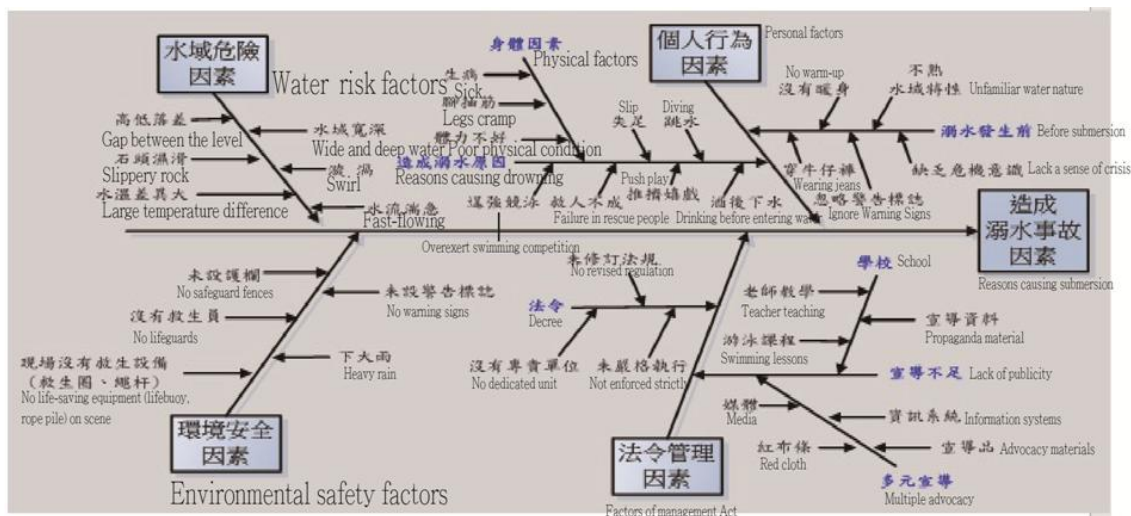 水域危險
因素
Water risk factors
高低落差
Gap between the level
石頭濕滑
Slippery rock
水溫差異大
Large temperature difference
水域寬深
Wide and deep water
漩渦
Swirl
水流湍急
Fast-flowing
身體因素
Physical factors
生病
Sick
腳抽筋
Legs cramp
體力不好
Poor physical condition
造成溺水原因
Reasons causing drowning
Slip
失足
Diving
跳水
逞強競泳
Overexert swimming competition
救人不成
Failure in rescue people
Push play
推擠嬉戲
酒後下水
Drinking before entering water
個人行為
因素
Personal factors
No warm-up
沒有暖身
不熟
水域特性
Unfamiliar water nature
溺水發生前
Before submersion
穿牛仔褲
Wearing jeans
忽略警告標誌
Ignore Warning Signs
缺乏危機意識
Lack a sense of crisis
造成
溺水事故
因素
Reasons causing submersion
未設護欄
No safeguard fences
沒有救生員
No lifeguards
現場沒有救生設備
(救生圈、繩杆)
No life-saving equipment (lifebuoy,
rope pile) on scene
未設警告標誌
No warning signs
下大雨
Heavy rain
環境安全
因素
Environmental safety factors
未修訂法規
No revised regulation
法令
Decree
沒有專責單位
No dedicated unit
未嚴格執行
Not enforced strictly
法令管理
因素
Factors of management Act
學校
School
老師教學
Teacher teaching
宣導資料
Propaganda material
游泳課程
Swimming lessons
宣導不足
Lack of publicity
媒體
Media
資訊系統
Information systems
紅布條
Red cloth
宣導品
Advocacy materials
多元宣導
Multiple advocacy